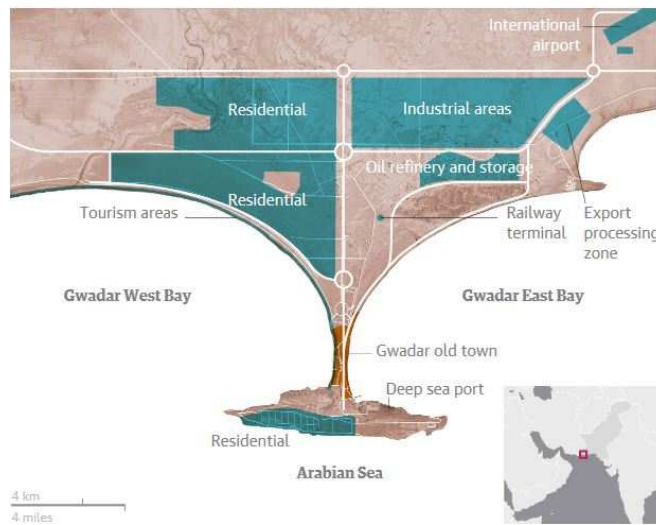 International
airport
Residential
Industrial areas
Oil refinery and storage
Residential
Tourism areas
Railway
terminal
Export
processing
zone
Gwadar West Bay
Gwadar East Bay
Gwadar old town
Deep sea port
Residential
Arabian Sea
4 km
4 miles